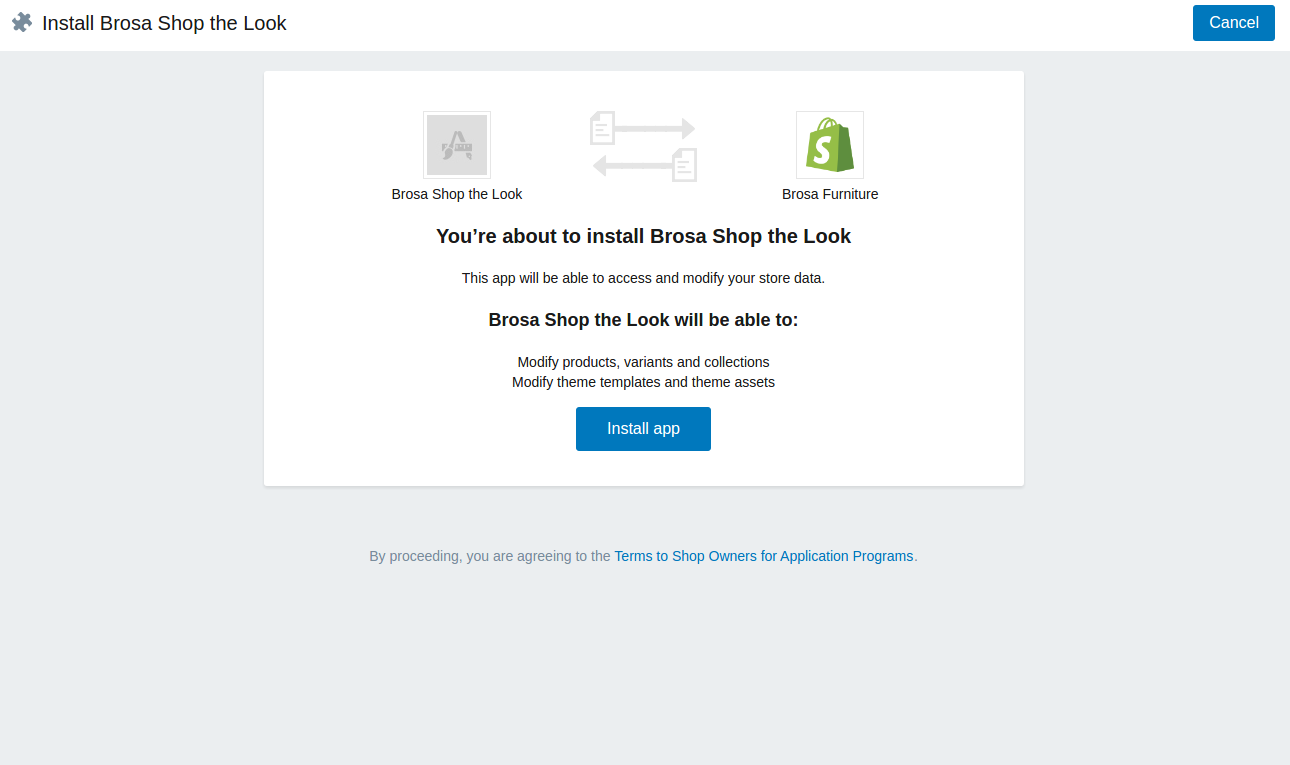 Install Brosa Shop the Look
Cancel
Brosa Shop the Look
Brosa Furniture
You’re about to install Brosa Shop the Look
This app will be able to access and modify your store data.
Brosa Shop the Look will be able to:
Modify products, variants and collections
Modify theme templates and theme assets
Install app
By proceeding, you are agreeing to the Terms to Shop Owners for Application Programs.